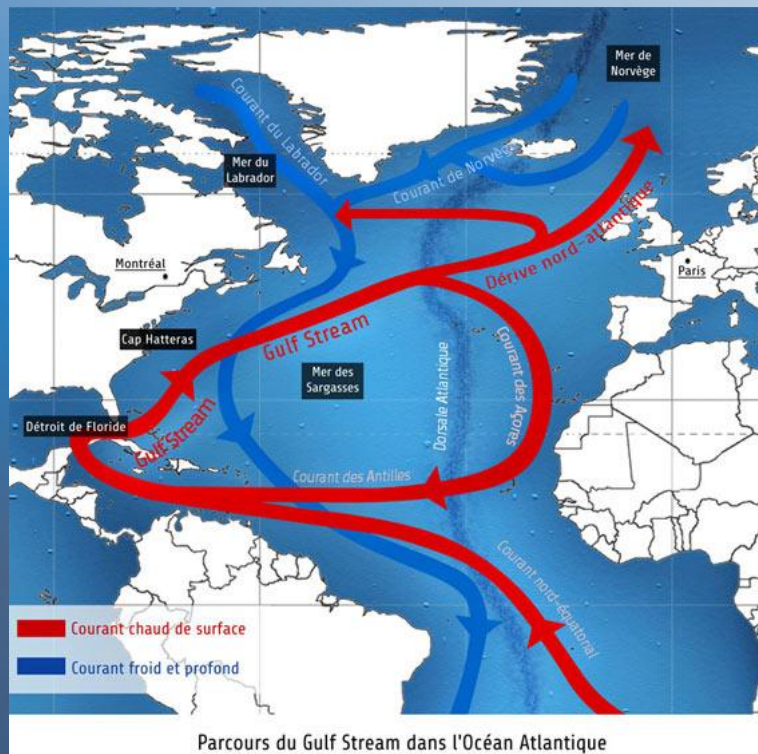 Mer de
Norvège
Courant du Labrador
Mer du
Labrador
Courant de Norvège
Dérive nord-atlantique
Montréal
Paris
Cap Hatteras
Gulf Stream
Mer des
Sargasses
Dorsale Atlantique
Courant des Açores
Détroit de Floride
Gulf Stream
Courant des Antilles
Courant nord-équatorial
Courant chaud de surface
Courant froid et profond
Parcours du Gulf Stream dans l'Océan Atlantique